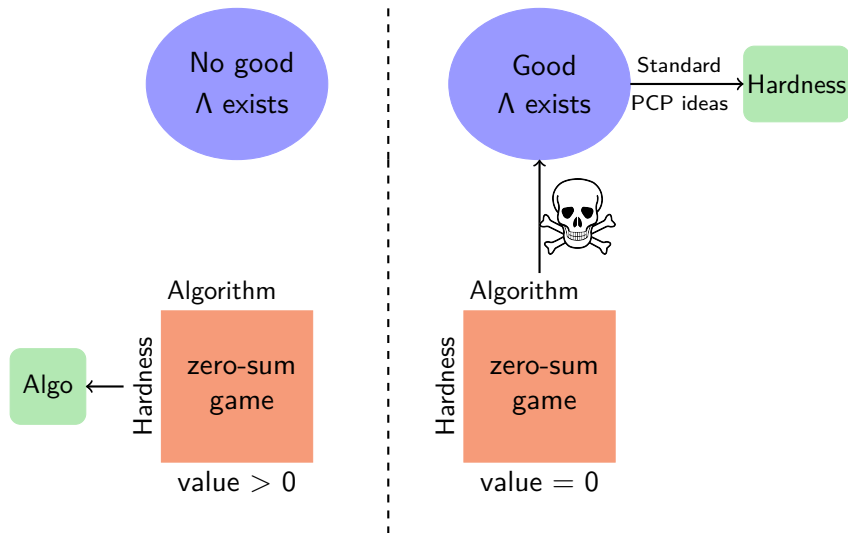 No good
Λ exists
Good
Λ exists
Standard
PCP ideas
Hardness
Algorithm
Algorithm
Algo
Hardness
zero-sum
game
Hardness
zero-sum
game
value > 0
value = 0